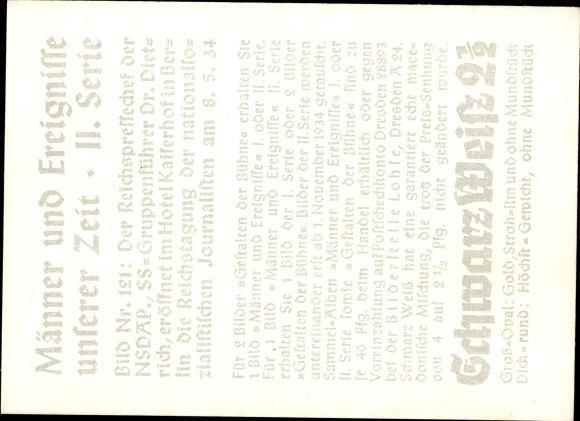 Männer und Ereignisse
unserer Zeit · II. Serie
Bild Nr. 121: Der Reichspressechef der
NSDAP., SS=Gruppenführer Dr. Diet=
rich, eröffnet im Hotel Kaiserhof in Ber=
lin die Reichstagung der nationalso=
zialistischen Journalisten am 8. 5. 34
Für 2 Bilder »Gestalten der Bühne« erhalten Sie
1 Bild »Männer und Ereignisse« I. oder II. Serie.
Für 1 Bild »Männer und Ereignisse« II. Serie
erhalten Sie 1 Bild der I. Serie oder 2 Bilder
»Gestalten der Bühne«. Bilder der II. Serie werden
untereinander erst ab 1. November 1934 getauscht.
Sammel=Alben »Männer und Ereignisse« I. oder
II. Serie sowie »Gestalten der Bühne« sind zu
je 40 Pfg. beim Handel erhältlich oder gegen
Voreinzahlung auf Postscheckkonto Dresden 28893
bei der Bilderstelle Lohse, Dresden A 24.
Schwarz Weiß hat eine garantiert echt mace=
donische Mischung, die trotz der Preis=Senkung
von 4 auf 2½ Pfg. nicht geändert wurde.
Schwarz Weiß 2½
Groß=Oval: Gold, Stroh=Imi und ohne Mundstück
Dick=rund: Höchst=Gewicht, ohne Mundstück